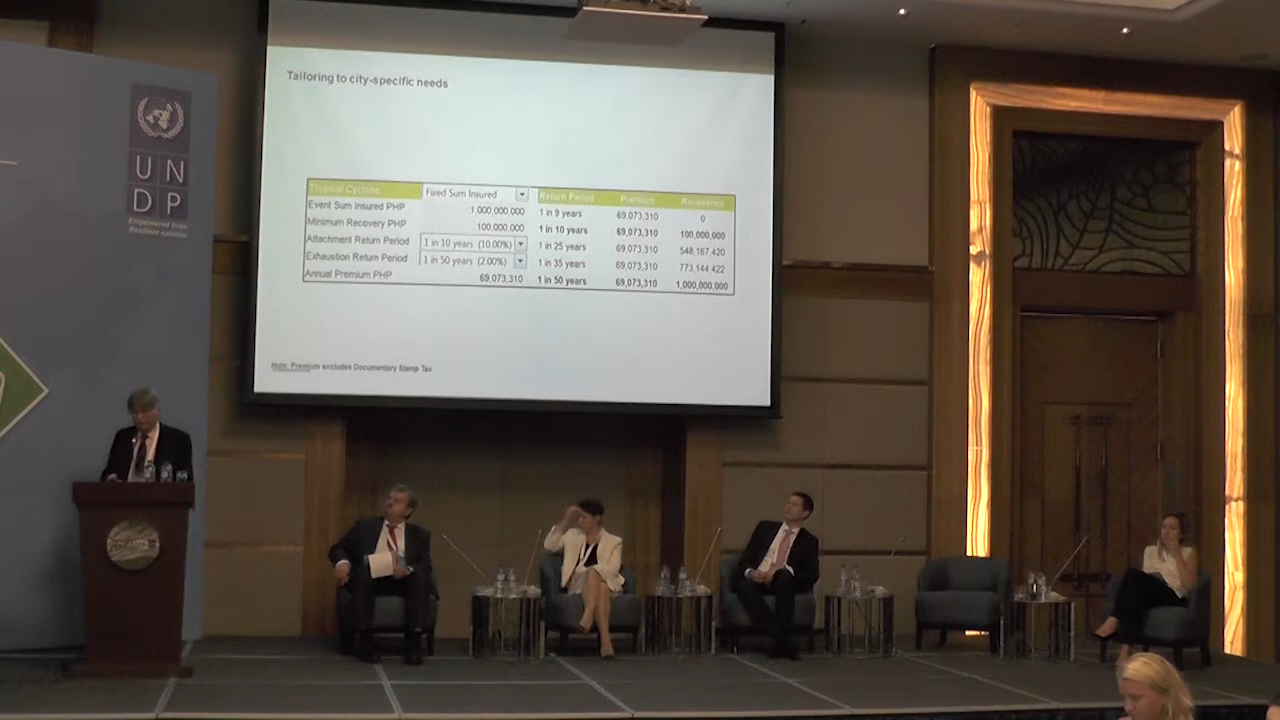 UN
DP
Empowered lives.
Resilient nations.
Tailoring to city-specific needs
Tropical Cyclone Fixed Sum Insured
Event Sum Insured PHP 1,000,000,000
Minimum Recovery PHP 100,000,000
Attachment Return Period 1 in 10 years (10.00%)
Exhaustion Return Period 1 in 50 years (2.00%)
Annual Premium PHP 69,073,310
Return Period Premium Recoveries
1 in 9 years 69,073,310 0
1 in 10 years 69,073,310 100,000,000
1 in 25 years 69,073,310 548,167,420
1 in 35 years 69,073,310 773,144,422
1 in 50 years 69,073,310 1,000,000,000
Note: Premium excludes Documentary Stamp Tax